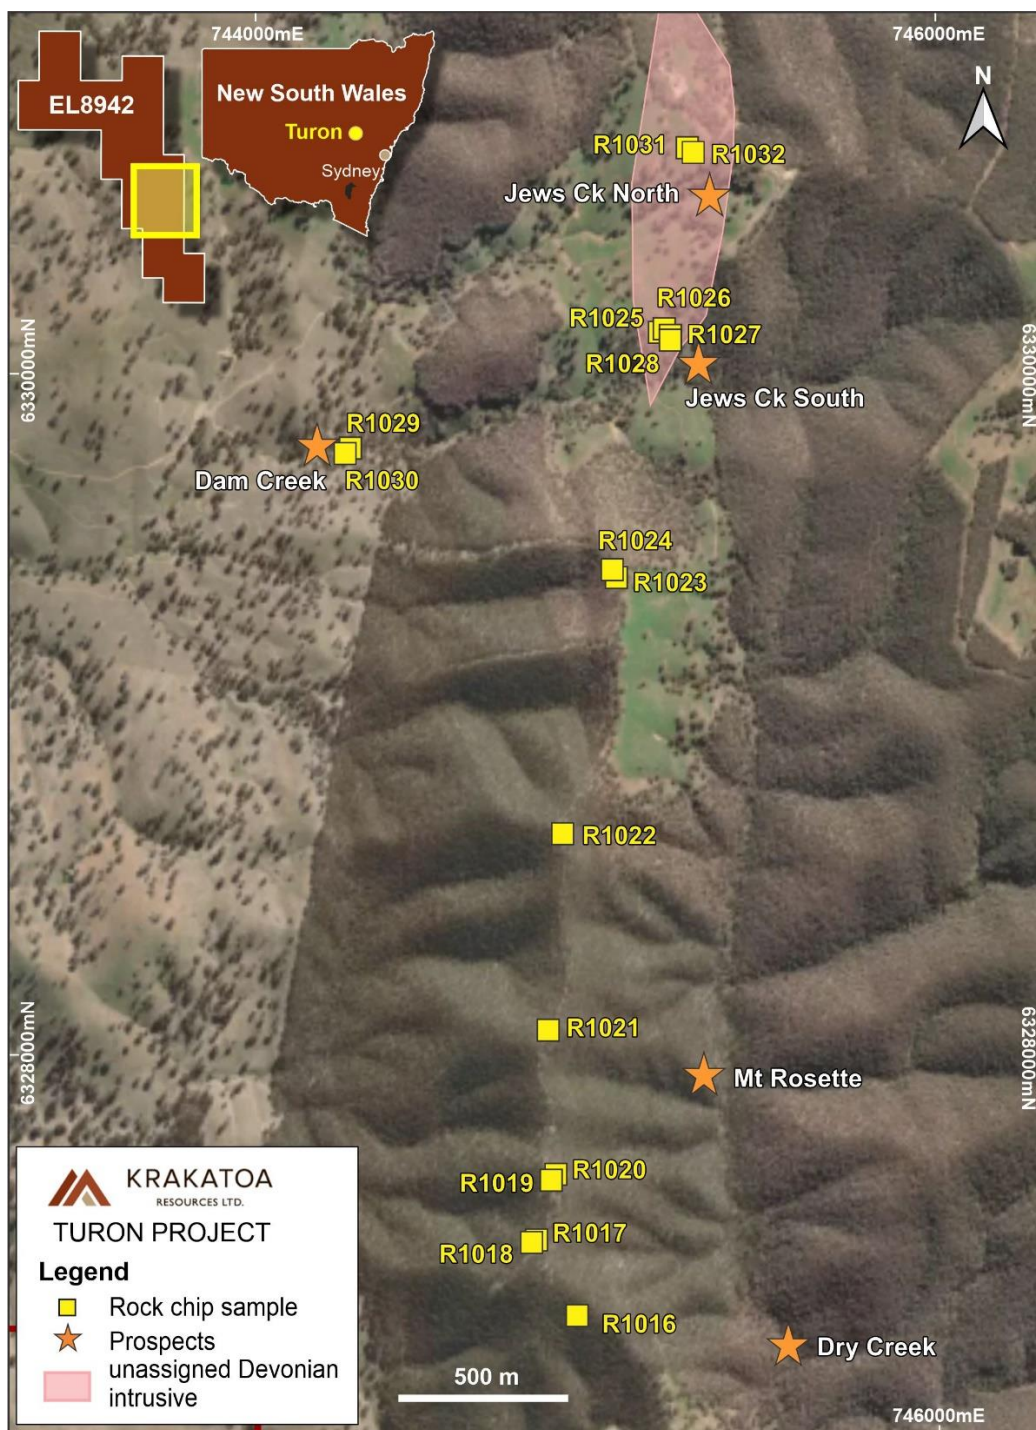 744000mE
746000mE
EL8942
New South Wales
Turon
Sydney
N
R1031
R1032
Jews Ck North
R1026
R1025
R1027
R1028
6330000mN
6330000mN
Jews Ck South
R1029
Dam Creek
R1030
R1024
R1023
R1022
R1021
6328000mN
6328000mN
Mt Rosette
R1020
R1019
R1017
R1018
R1016
Dry Creek
KRAKATOA
RESOURCES LTD.
TURON PROJECT
Legend
Rock chip sample
Prospects
unassigned Devonian
intrusive
500 m
746000mE